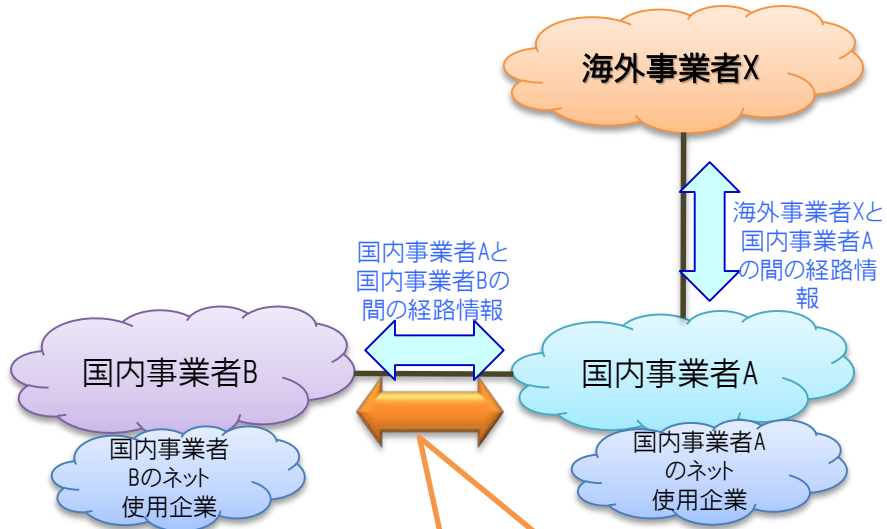 海外事業者X
海外事業者Xと
国内事業者A
の間の経路情
報
国内事業者Aと
国内事業者Bの
間の経路情報
国内事業者B
国内事業者A
国内事業者
Bのネット
使用企業
国内事業者A
のネット
使用企業